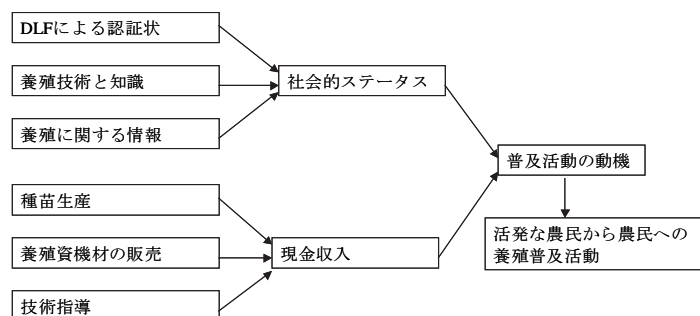 DLFによる認証状
養殖技術と知識
社会的ステータス
養殖に関する情報
普及活動の動機
種苗生産
養殖資機材の販売
現金収入
活発な農民から農民への
養殖普及活動
技術指導